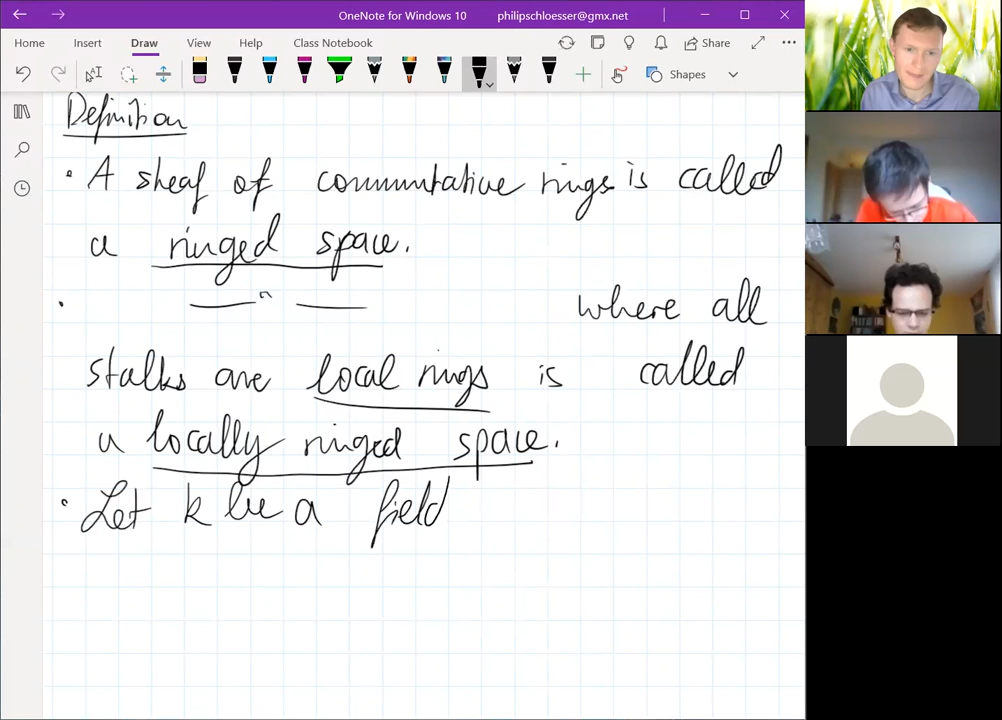 OneNote for Windows 10
philipschloesser@gmx.net
Home Insert Draw View Help Class Notebook
Share
Shapes
Definition
• A sheaf of commutative rings is called
a ringed space.
• —— " —— where all
stalks are local rings is called
a locally ringed space.
• Let k be a field